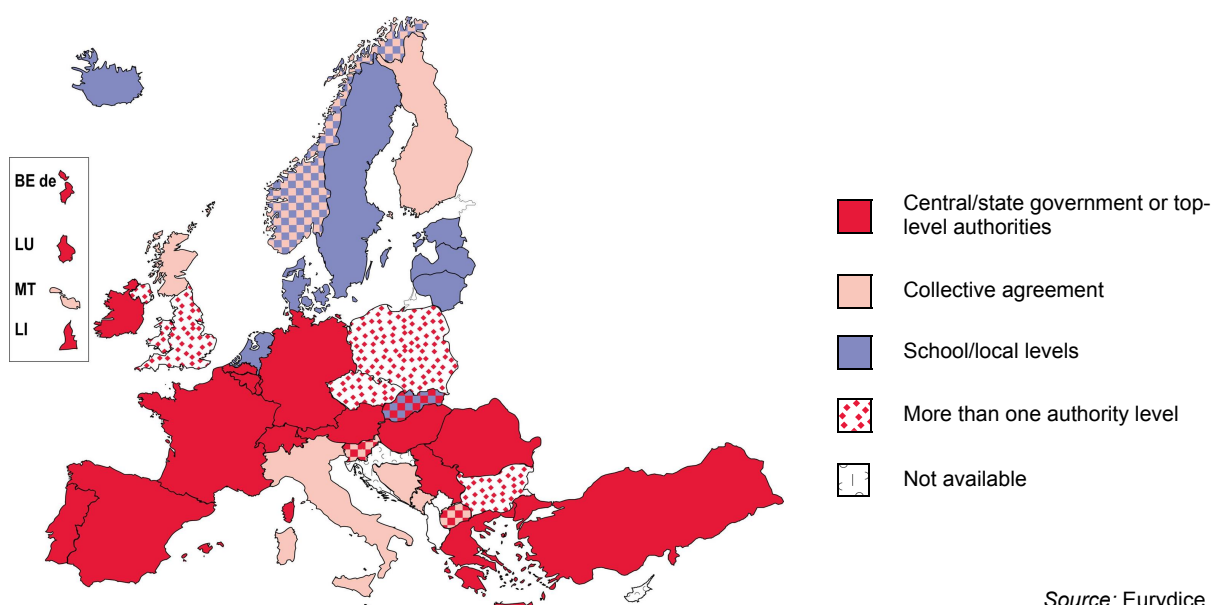 BE de
LU
MT
LI
Central/state government or top-
level authorities
Collective agreement
School/local levels
More than one authority level
Not available
Source: Eurydice